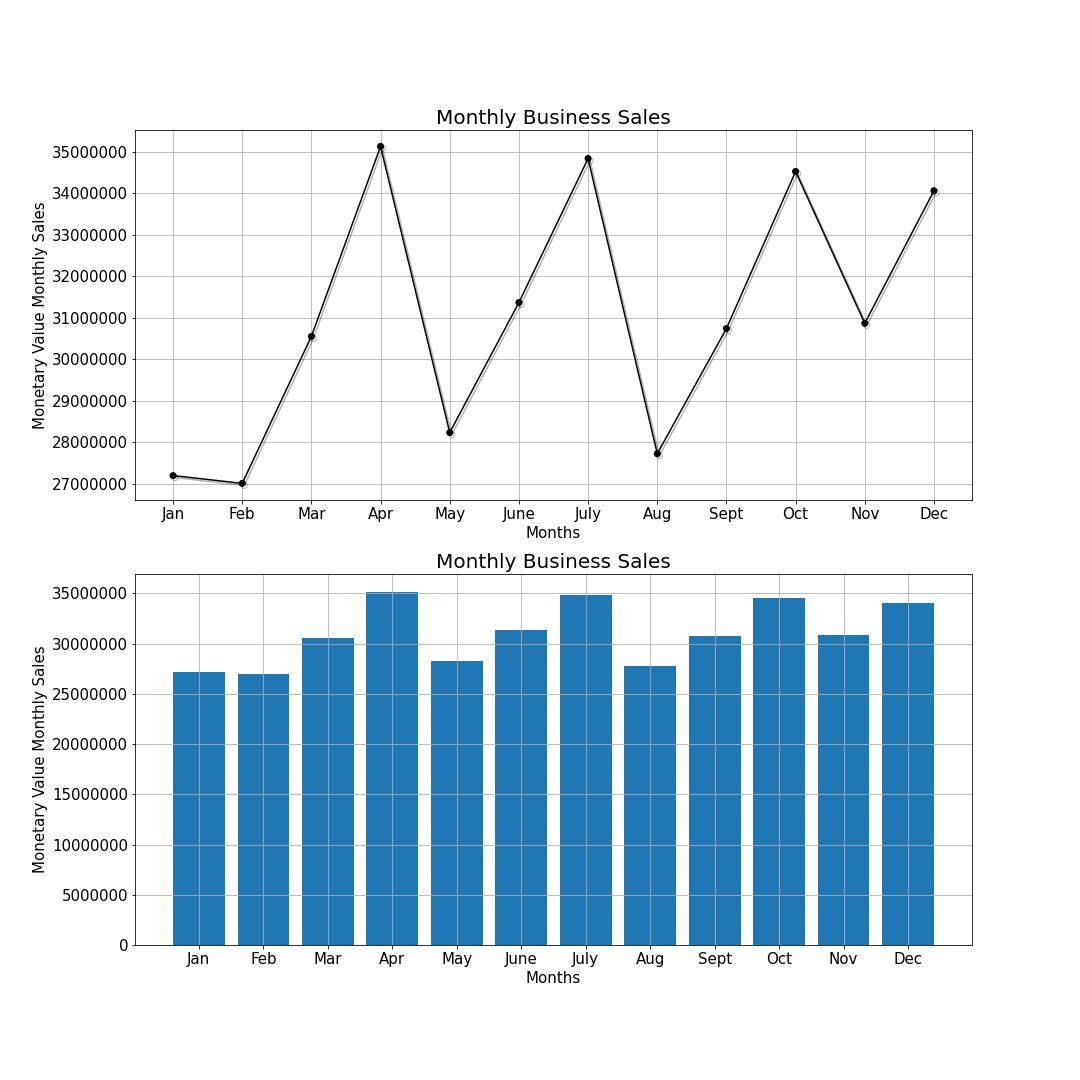 Monthly Business Sales
Monetary Value Monthly Sales
35000000
34000000
33000000
32000000
31000000
30000000
29000000
28000000
27000000
Jan Feb Mar Apr May June July Aug Sept Oct Nov Dec
Months
Monthly Business Sales
Monetary Value Monthly Sales
35000000
30000000
25000000
20000000
15000000
10000000
5000000
0
Jan Feb Mar Apr May June July Aug Sept Oct Nov Dec
Months